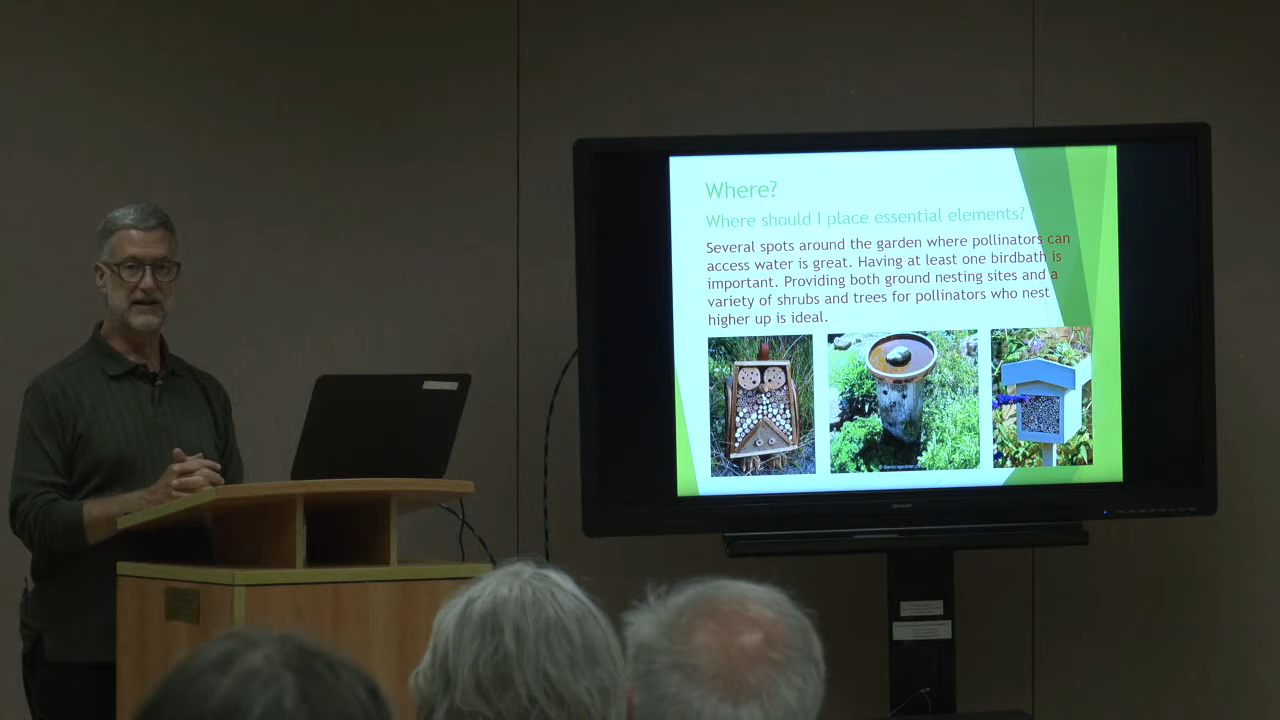 Where?
Where should I place essential elements?
Several spots around the garden where pollinators can
access water is great. Having at least one birdbath is
important. Providing both ground nesting sites and a
variety of shrubs and trees for pollinators who nest
higher up is ideal.